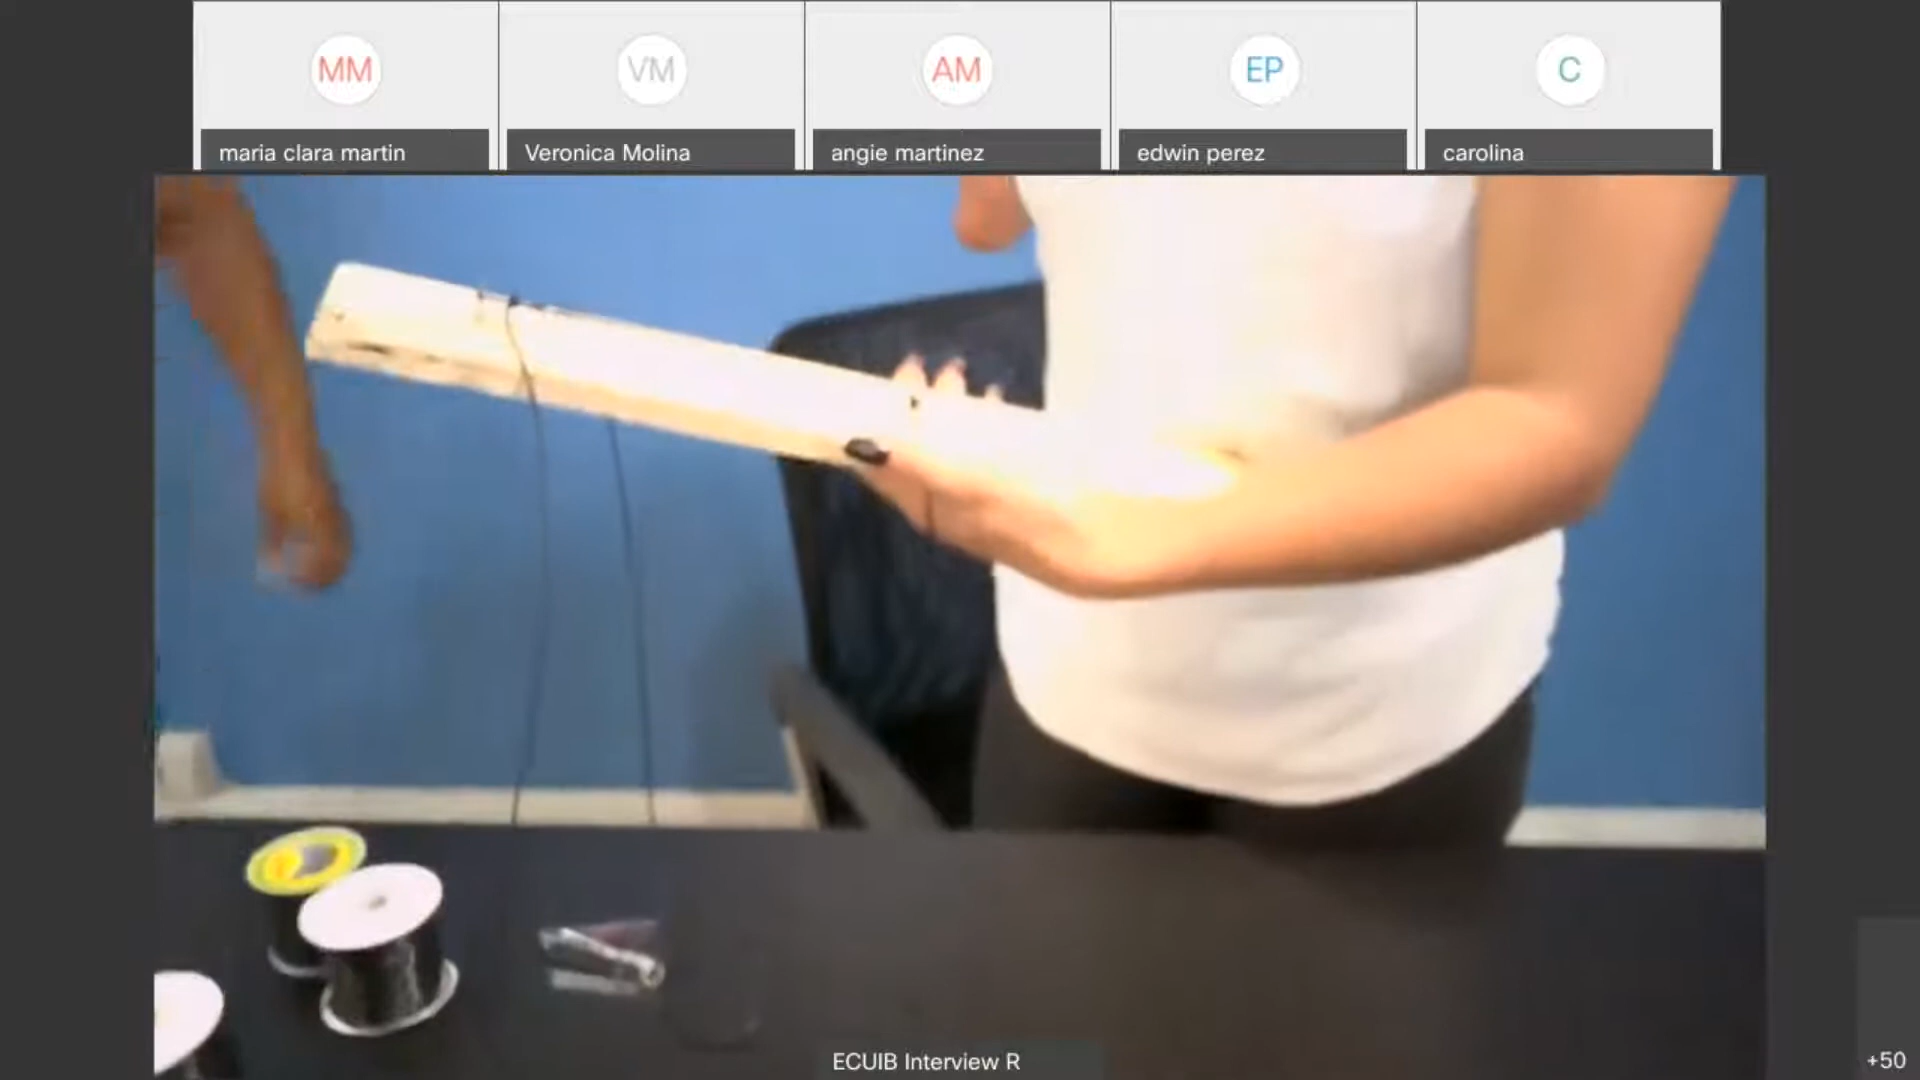 MM
VM
AM
EP
C
maria clara martin
Veronica Molina
angie martinez
edwin perez
carolina
ECUIB Interview R
+50